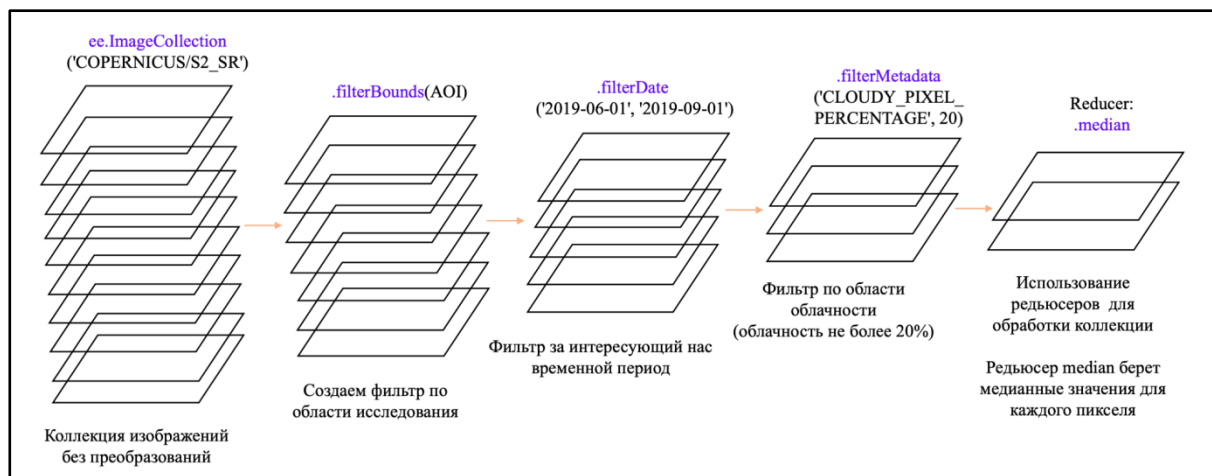 ee.ImageCollection
('COPERNICUS/S2_SR')
Коллекция изображений
без преобразований
.filterBounds(AOI)
Создаем фильтр по
области исследования
.filterDate
('2019-06-01', '2019-09-01')
Фильтр за интересующий нас
временной период
.filterMetadata
('CLOUDY_PIXEL_
PERCENTAGE', 20)
Фильтр по области
облачности
(облачность не более 20%)
Reducer:
.median
Использование
редьюсеров для
обработки коллекции
Редьюсер median берет
медианные значения для
каждого пикселя